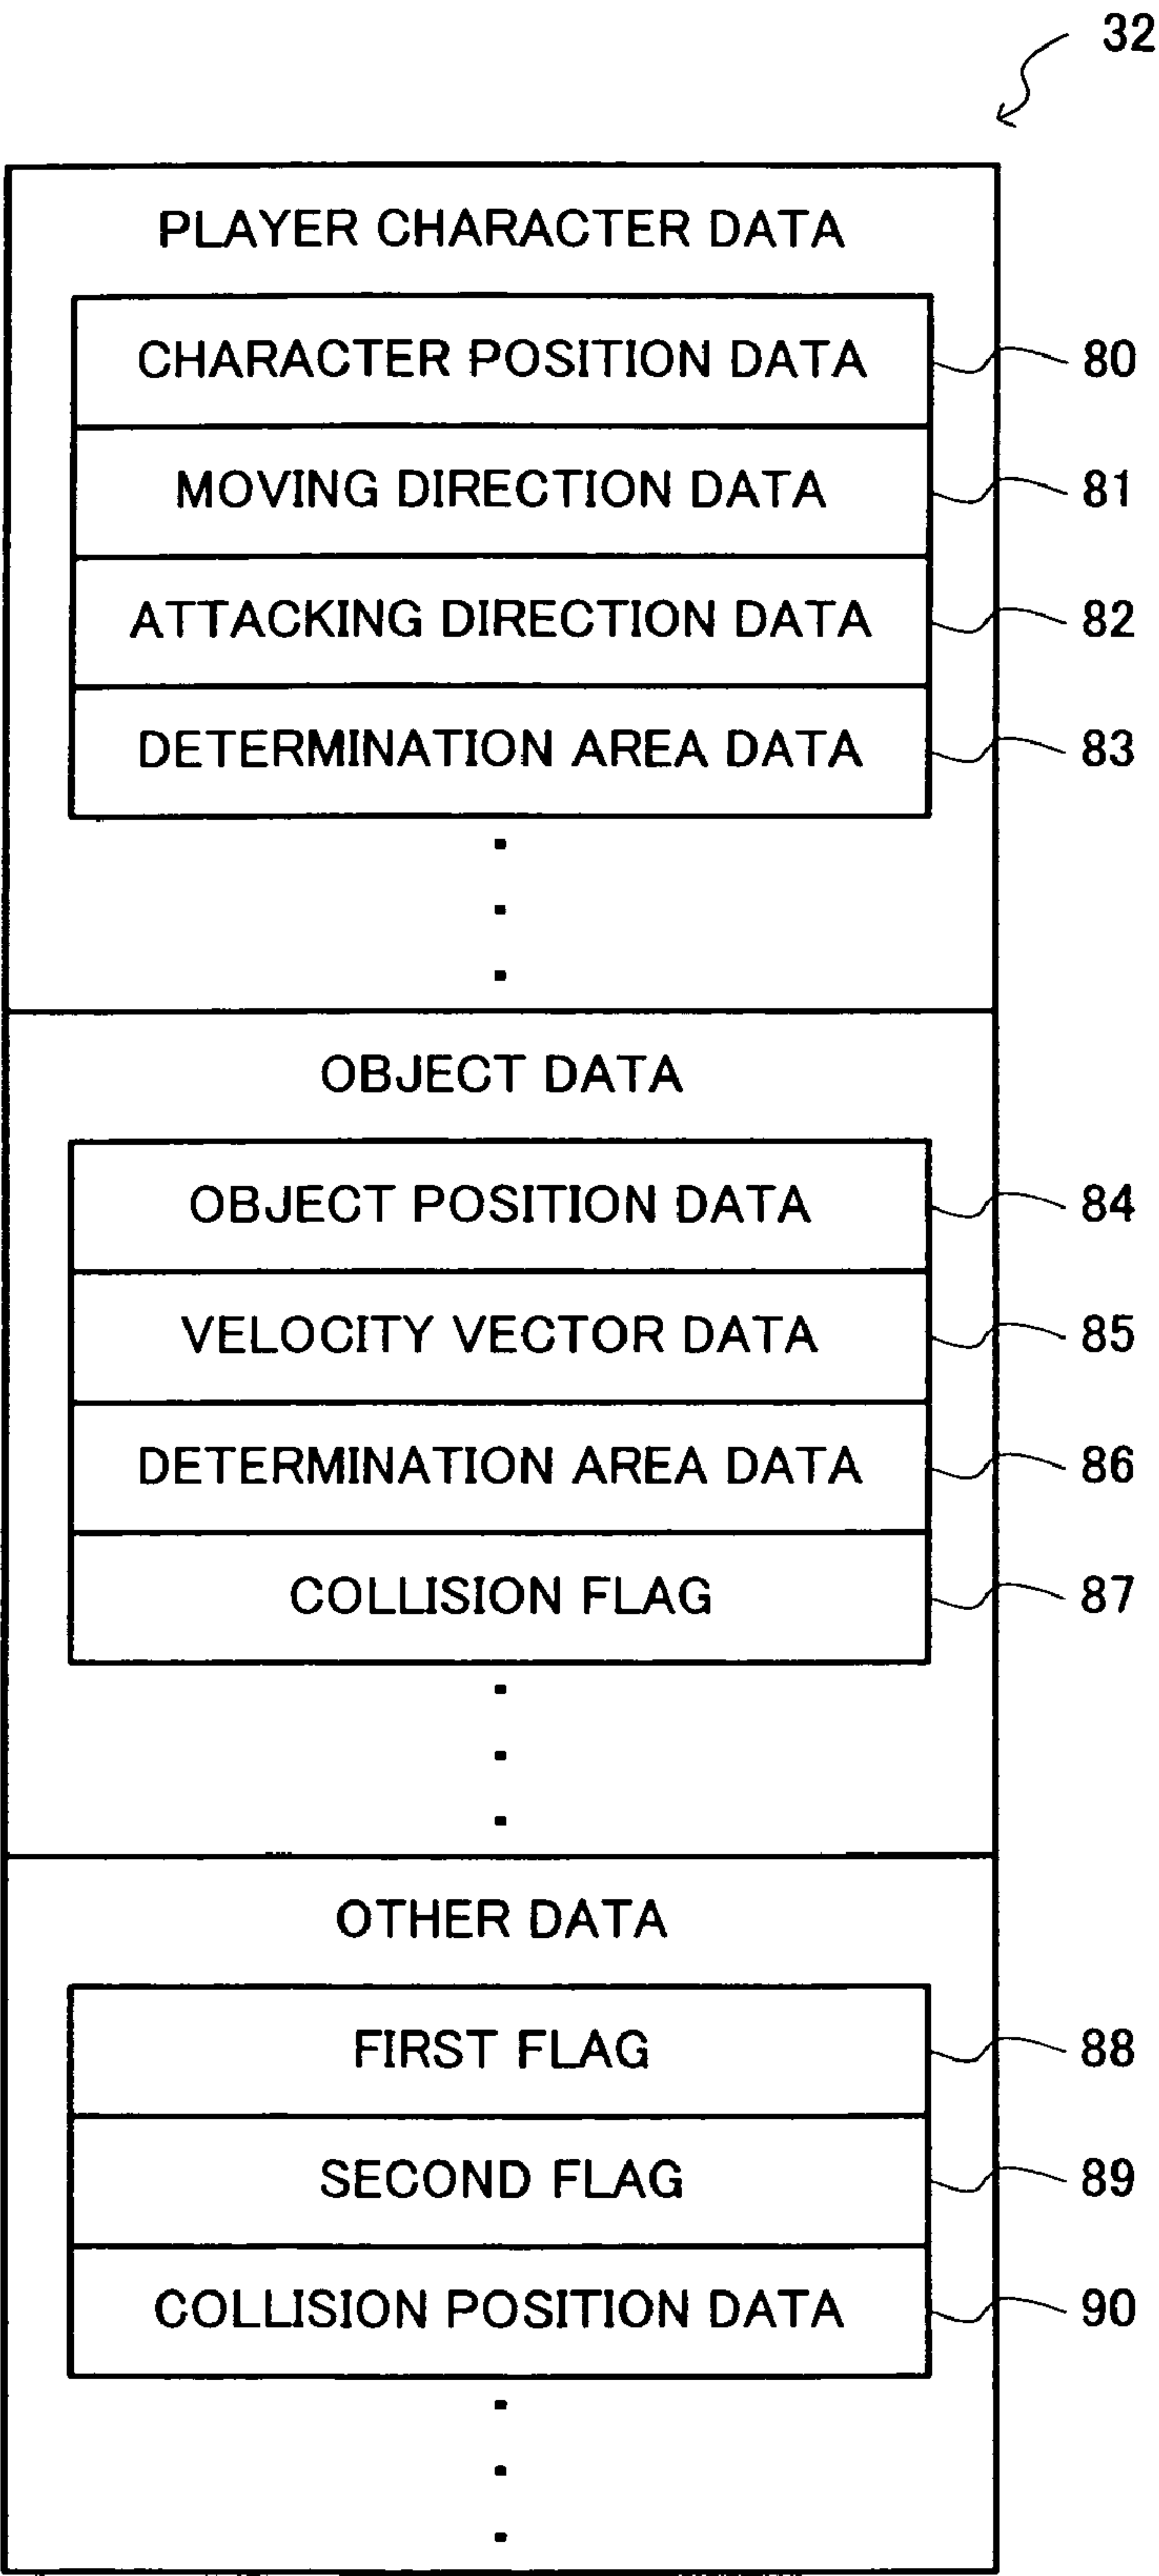 32
PLAYER CHARACTER DATA
CHARACTER POSITION DATA 80
MOVING DIRECTION DATA 81
ATTACKING DIRECTION DATA 82
DETERMINATION AREA DATA 83
OBJECT DATA
OBJECT POSITION DATA 84
VELOCITY VECTOR DATA 85
DETERMINATION AREA DATA 86
COLLISION FLAG 87
OTHER DATA
FIRST FLAG 88
SECOND FLAG 89
COLLISION POSITION DATA 90